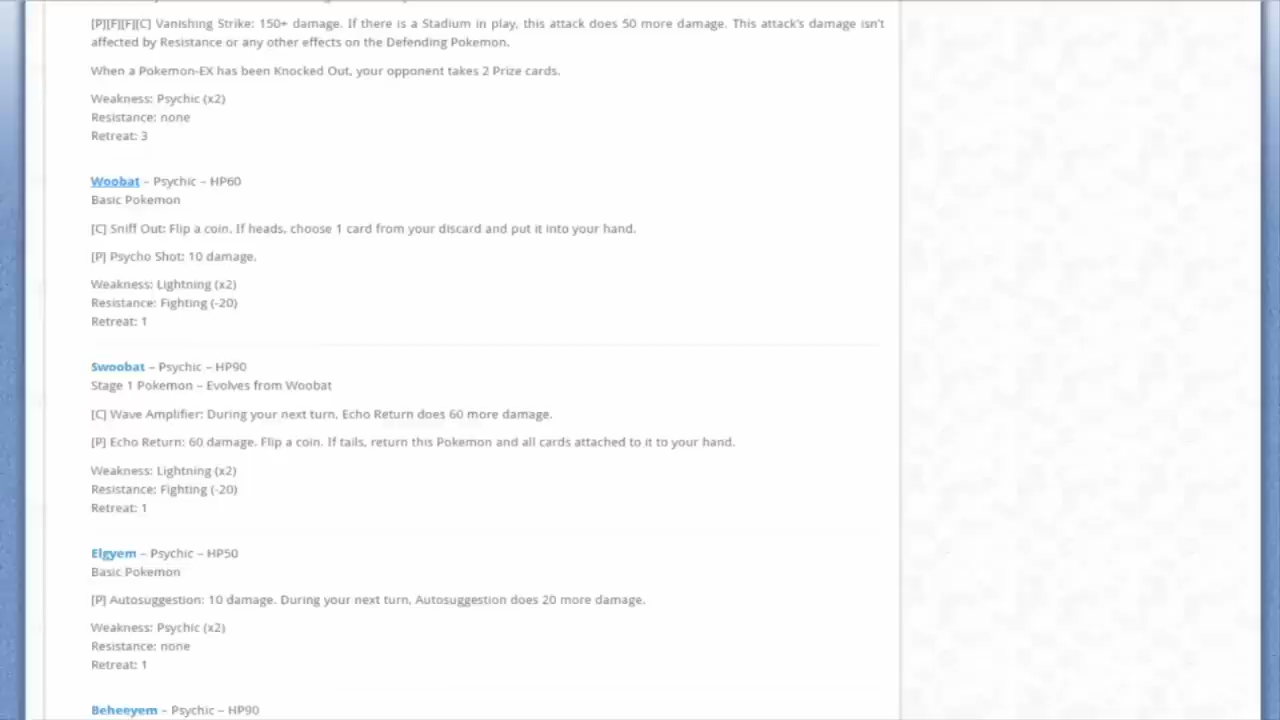 [P][F][F][C] Vanishing Strike: 150+ damage. If there is a Stadium in play, this attack does 50 more damage. This attack's damage isn't
affected by Resistance or any other effects on the Defending Pokemon.
When a Pokemon-EX has been Knocked Out, your opponent takes 2 Prize cards.
Weakness: Psychic (x2)
Resistance: none
Retreat: 3
Woobat – Psychic – HP60
Basic Pokemon
[C] Sniff Out: Flip a coin. If heads, choose 1 card from your discard and put it into your hand.
[P] Psycho Shot: 10 damage.
Weakness: Lightning (x2)
Resistance: Fighting (-20)
Retreat: 1
Swoobat – Psychic – HP90
Stage 1 Pokemon – Evolves from Woobat
[C] Wave Amplifier: During your next turn, Echo Return does 60 more damage.
[P] Echo Return: 60 damage. Flip a coin. If tails, return this Pokemon and all cards attached to it to your hand.
Weakness: Lightning (x2)
Resistance: Fighting (-20)
Retreat: 1
Elgyem – Psychic – HP50
Basic Pokemon
[P] Autosuggestion: 10 damage. During your next turn, Autosuggestion does 20 more damage.
Weakness: Psychic (x2)
Resistance: none
Retreat: 1
Beheeyem – Psychic – HP90